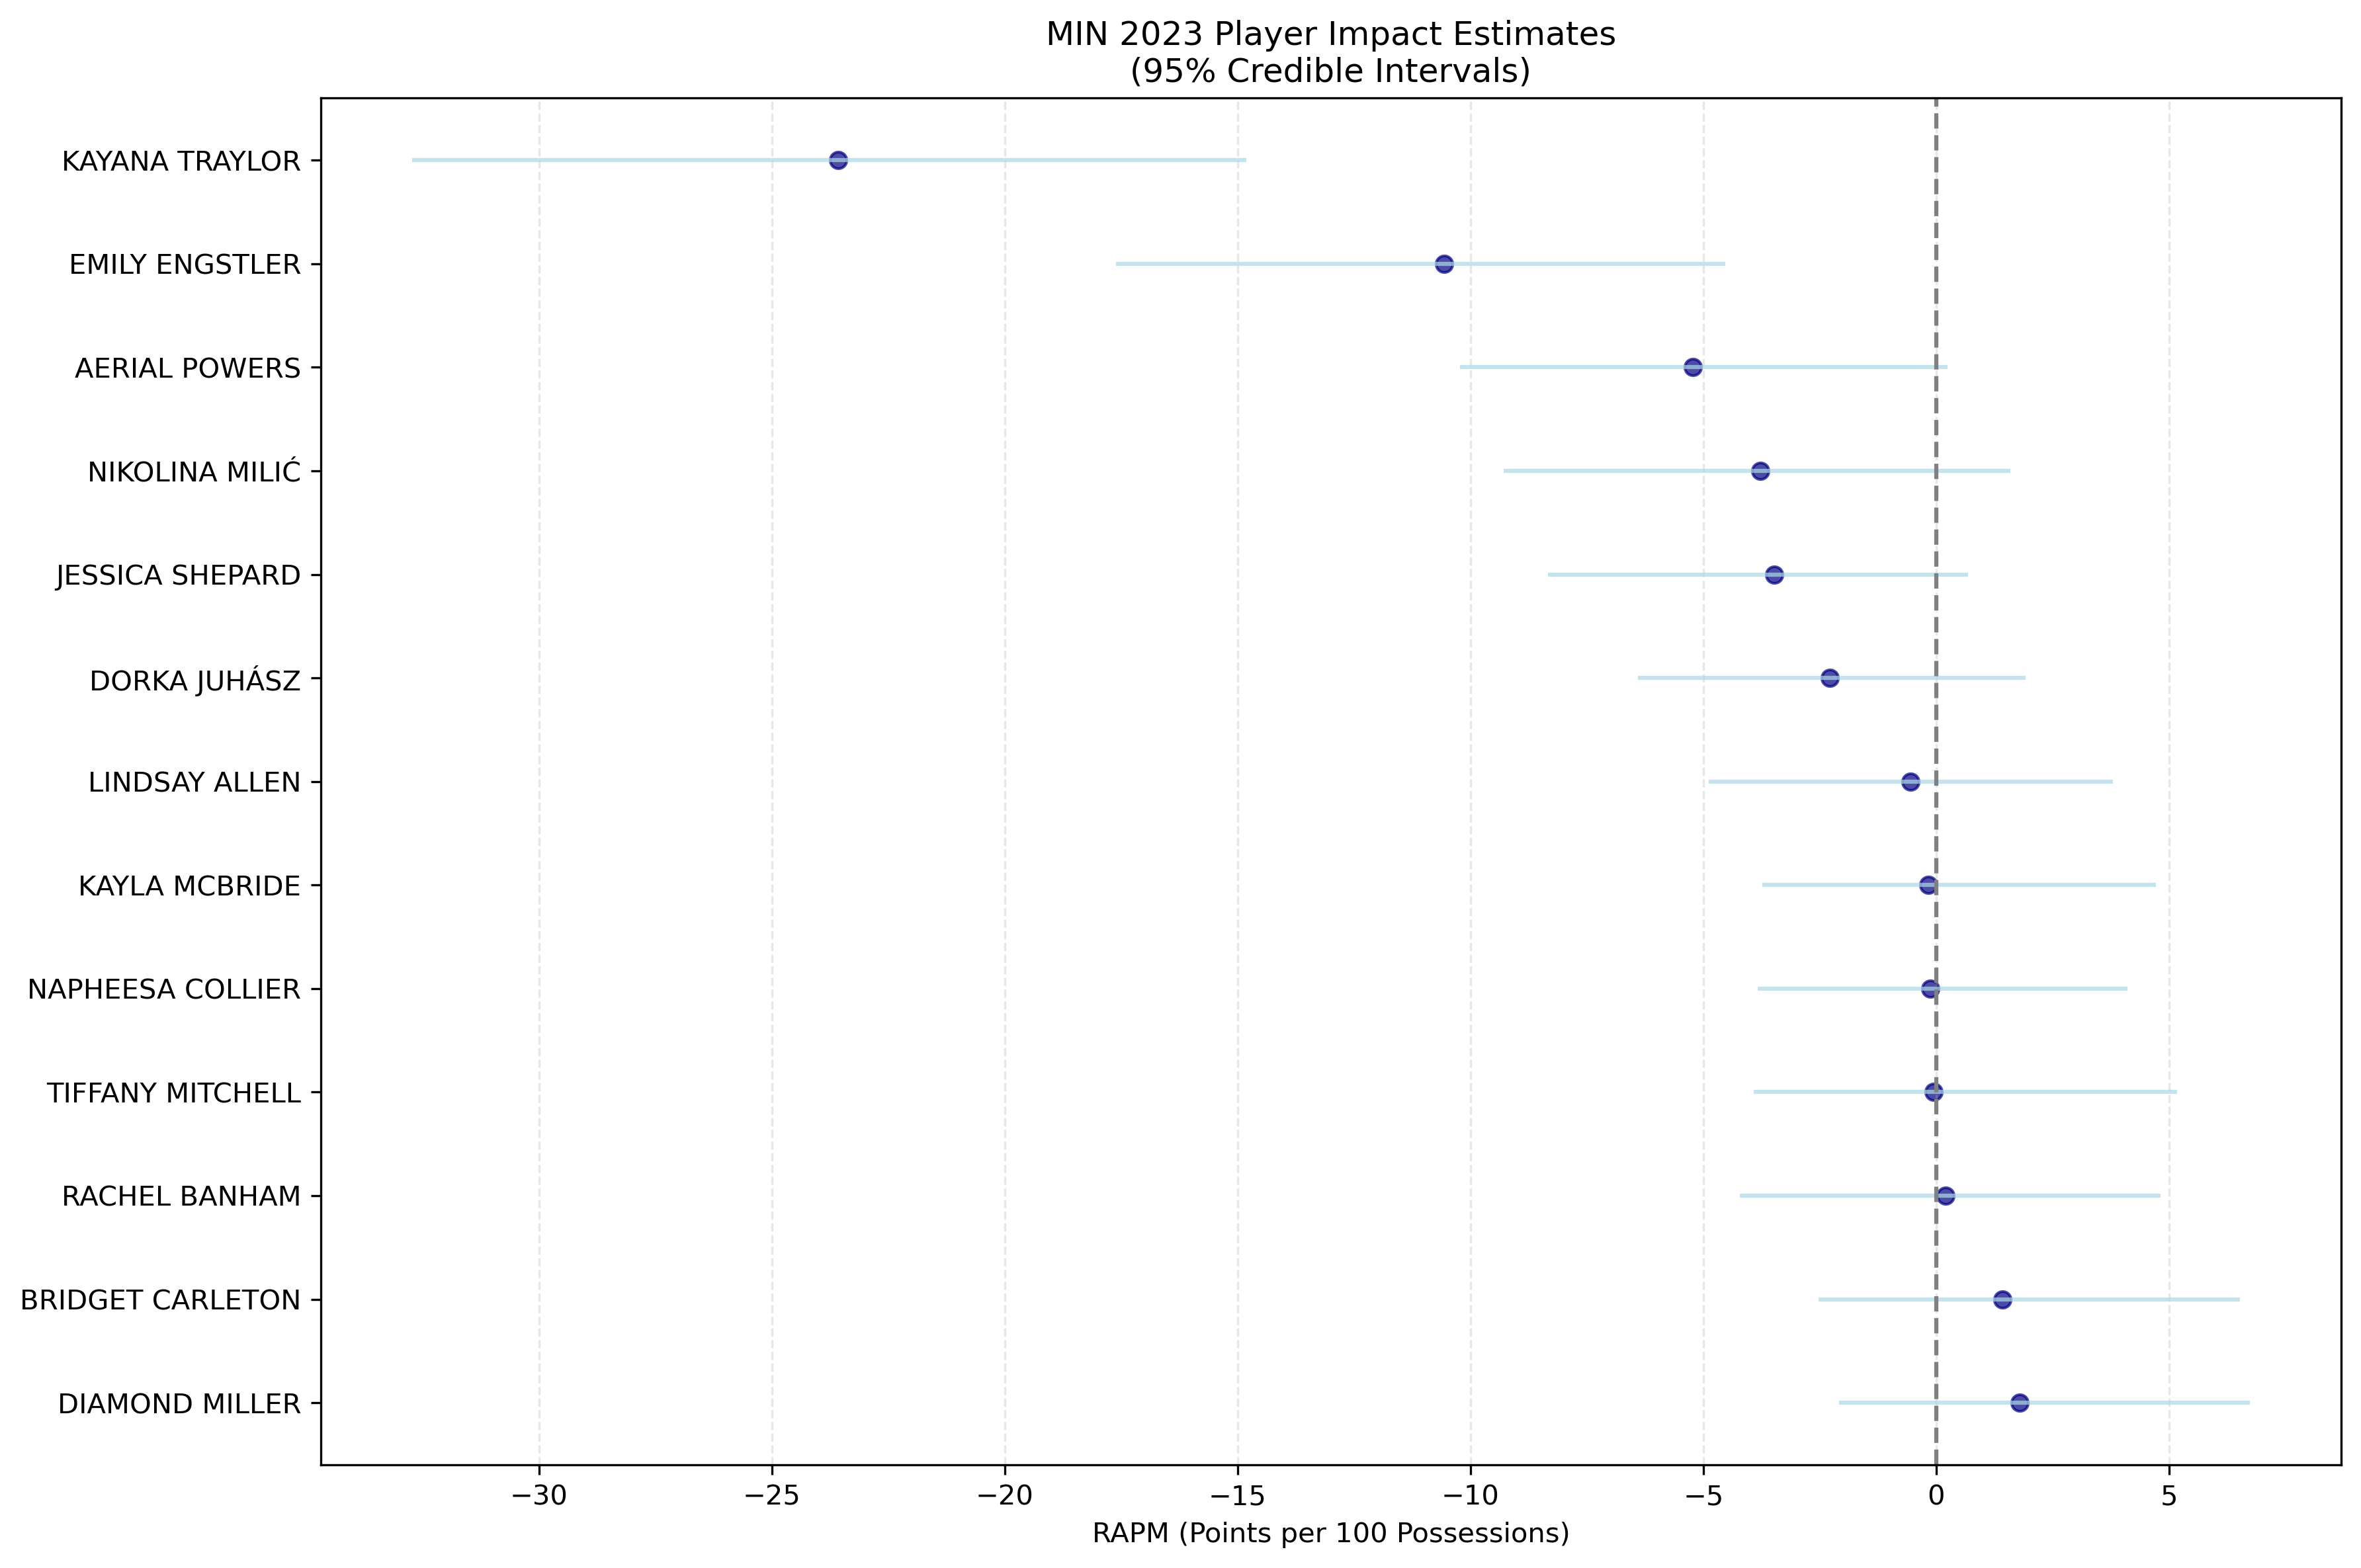 MIN 2023 Player Impact Estimates
(95% Credible Intervals)
KAYANA TRAYLOR
EMILY ENGSTLER
AERIAL POWERS
NIKOLINA MILIĆ
JESSICA SHEPARD
DORKA JUHÁSZ
LINDSAY ALLEN
KAYLA MCBRIDE
NAPHEESA COLLIER
TIFFANY MITCHELL
RACHEL BANHAM
BRIDGET CARLETON
DIAMOND MILLER
−30 −25 −20 −15 −10 −5 0 5
RAPM (Points per 100 Possessions)